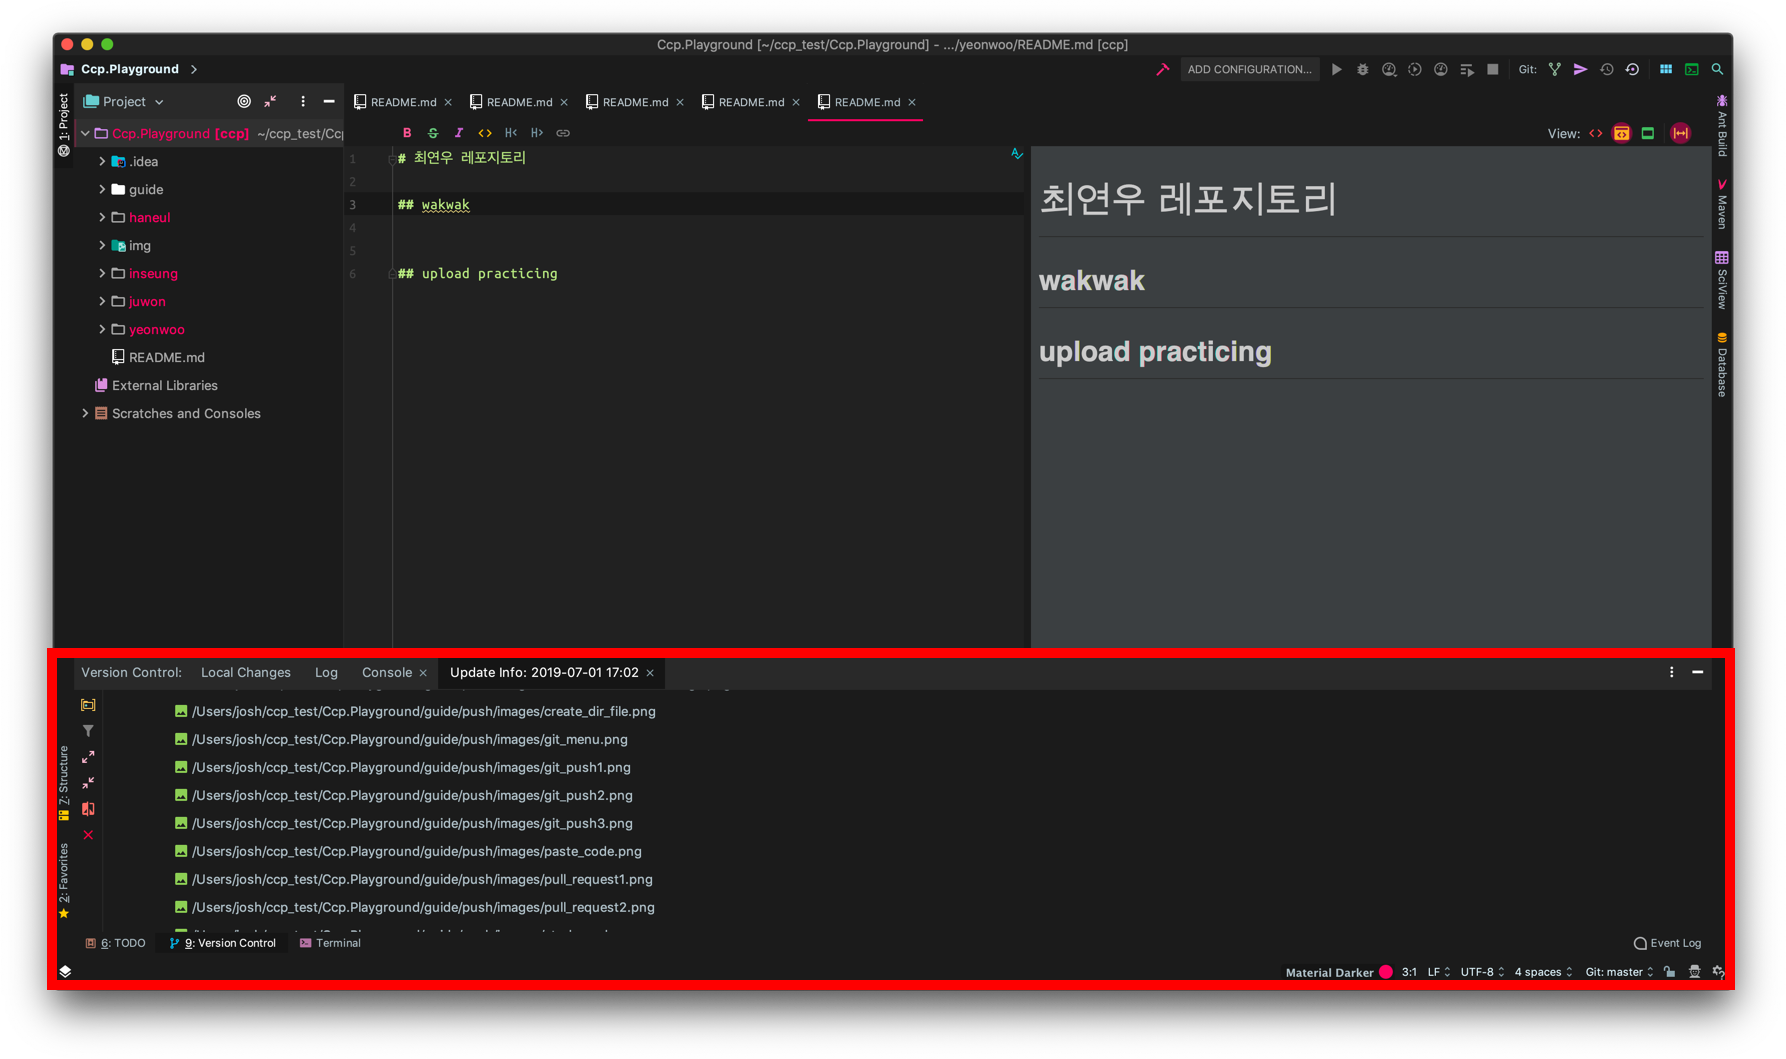 Ccp.Playground [~/ccp_test/Ccp.Playground] - .../yeonwoo/README.md [ccp]
Ccp.Playground
ADD CONFIGURATION...
Git:
1: Project
Project
README.md
README.md
README.md
README.md
README.md
Ccp.Playground [ccp] ~/ccp_test/Ccp
.idea
guide
haneul
img
inseung
juwon
yeonwoo
README.md
External Libraries
Scratches and Consoles
B S I <> H< H>
View:
1 # 최연우 레포지토리
2
3 ## wakwak
4
5
6 ## upload practicing
최연우 레포지토리
wakwak
upload practicing
Ant Build
Maven
SciView
Database
Version Control: Local Changes Log Console Update Info: 2019-07-01 17:02
/Users/josh/ccp_test/Ccp.Playground/guide/push/images/create_dir_file.png
/Users/josh/ccp_test/Ccp.Playground/guide/push/images/git_menu.png
/Users/josh/ccp_test/Ccp.Playground/guide/push/images/git_push1.png
/Users/josh/ccp_test/Ccp.Playground/guide/push/images/git_push2.png
/Users/josh/ccp_test/Ccp.Playground/guide/push/images/git_push3.png
/Users/josh/ccp_test/Ccp.Playground/guide/push/images/paste_code.png
/Users/josh/ccp_test/Ccp.Playground/guide/push/images/pull_request1.png
/Users/josh/ccp_test/Ccp.Playground/guide/push/images/pull_request2.png
7: Structure
2: Favorites
6: TODO 9: Version Control Terminal
Event Log
Material Darker 3:1 LF UTF-8 4 spaces Git: master